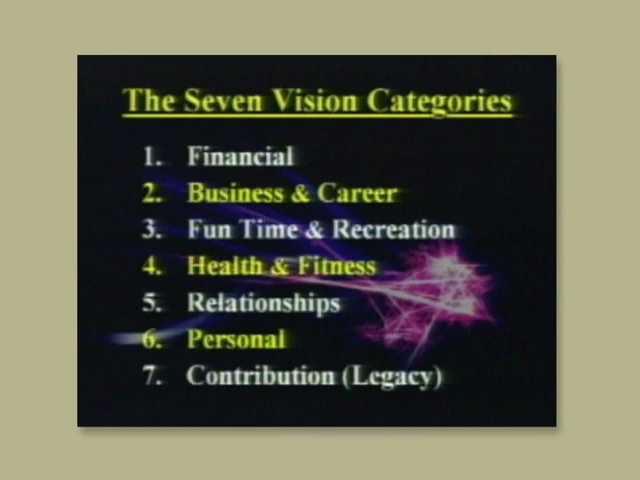 The Seven Vision Categories
1. Financial
2. Business & Career
3. Fun Time & Recreation
4. Health & Fitness
5. Relationships
6. Personal
7. Contribution (Legacy)